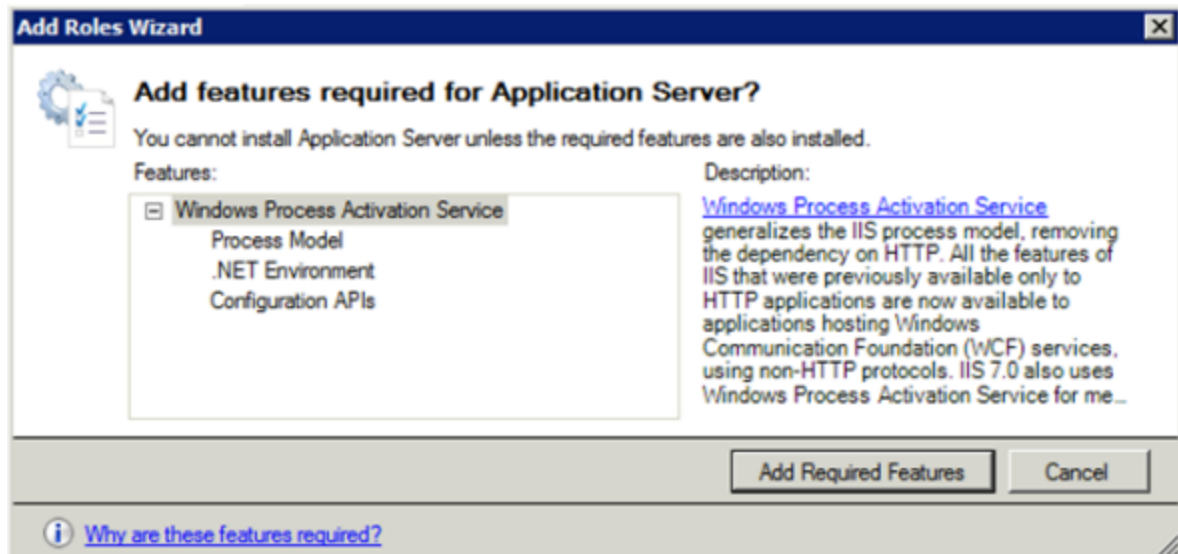 Add Roles Wizard
Add features required for Application Server?
You cannot install Application Server unless the required features are also installed.
Features:
Windows Process Activation Service
Process Model
.NET Environment
Configuration APIs
Description:
Windows Process Activation Service
generalizes the IIS process model, removing
the dependency on HTTP. All the features of
IIS that were previously available only to
HTTP applications are now available to
applications hosting Windows
Communication Foundation (WCF) services,
using non-HTTP protocols. IIS 7.0 also uses
Windows Process Activation Service for me...
Add Required Features
Cancel
Why are these features required?